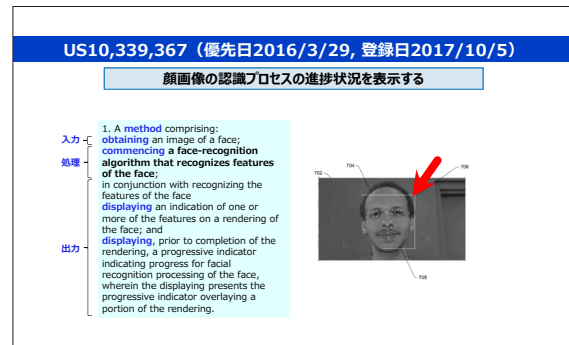 US10,339,367（優先日2016/3/29, 登録日2017/10/5）
顔画像の認識プロセスの進捗状況を表示する
入力
処理
出力
1. A method comprising:
obtaining an image of a face;
commencing a face-recognition
algorithm that recognizes features
of the face;
in conjunction with recognizing the
features of the face
displaying an indication of one or
more of the features on a rendering of
the face; and
displaying, prior to completion of the
rendering, a progressive indicator
indicating progress for facial
recognition processing of the face,
wherein the displaying presents the
progressive indicator overlaying a
portion of the rendering.
702
704
706
708